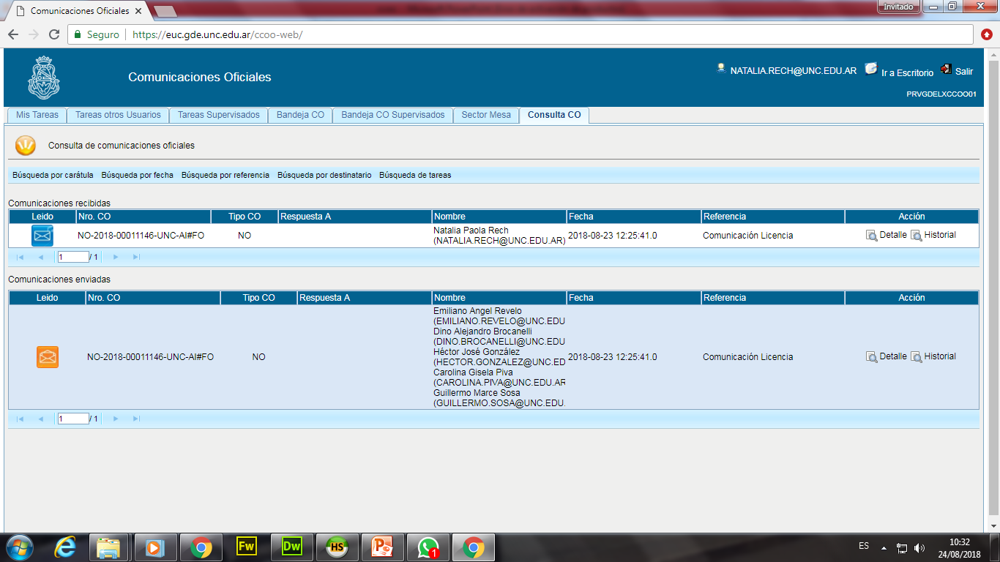 Comunicaciones Oficiales
Invitado
Seguro https://euc.gde.unc.edu.ar/ccoo-web/
Comunicaciones Oficiales
NATALIA.RECH@UNC.EDU.AR Ir a Escritorio Salir
PRVGDELXCCOO01
Mis Tareas Tareas otros Usuarios Tareas Supervisados Bandeja CO Bandeja CO Supervisados Sector Mesa Consulta CO
Consulta de comunicaciones oficiales
Búsqueda por carátula Búsqueda por fecha Búsqueda por referencia Búsqueda por destinatario Búsqueda de tareas
Comunicaciones recibidas
Leido Nro. CO Tipo CO Respuesta A Nombre Fecha Referencia Acción
NO-2018-00011146-UNC-AI#FO NO Natalia Paola Rech (NATALIA.RECH@UNC.EDU.AR) 2018-08-23 12:25:41.0 Comunicación Licencia Detalle Historial
1 / 1
Comunicaciones enviadas
Leido Nro. CO Tipo CO Respuesta A Nombre Fecha Referencia Acción
Emiliano Angel Revelo
(EMILIANO.REVELO@UNC.EDU
Dino Alejandro Brocanelli
(DINO.BROCANELLI@UNC.EDU
Héctor José González
NO-2018-00011146-UNC-AI#FO NO (HECTOR.GONZALEZ@UNC.ED 2018-08-23 12:25:41.0 Comunicación Licencia Detalle Historial
Carolina Gisela Piva
(CAROLINA.PIVA@UNC.EDU.AR
Guillermo Marce Sosa
(GUILLERMO.SOSA@UNC.EDU.
1 / 1
Fw Dw HS P 1 ES 10:32
24/08/2018